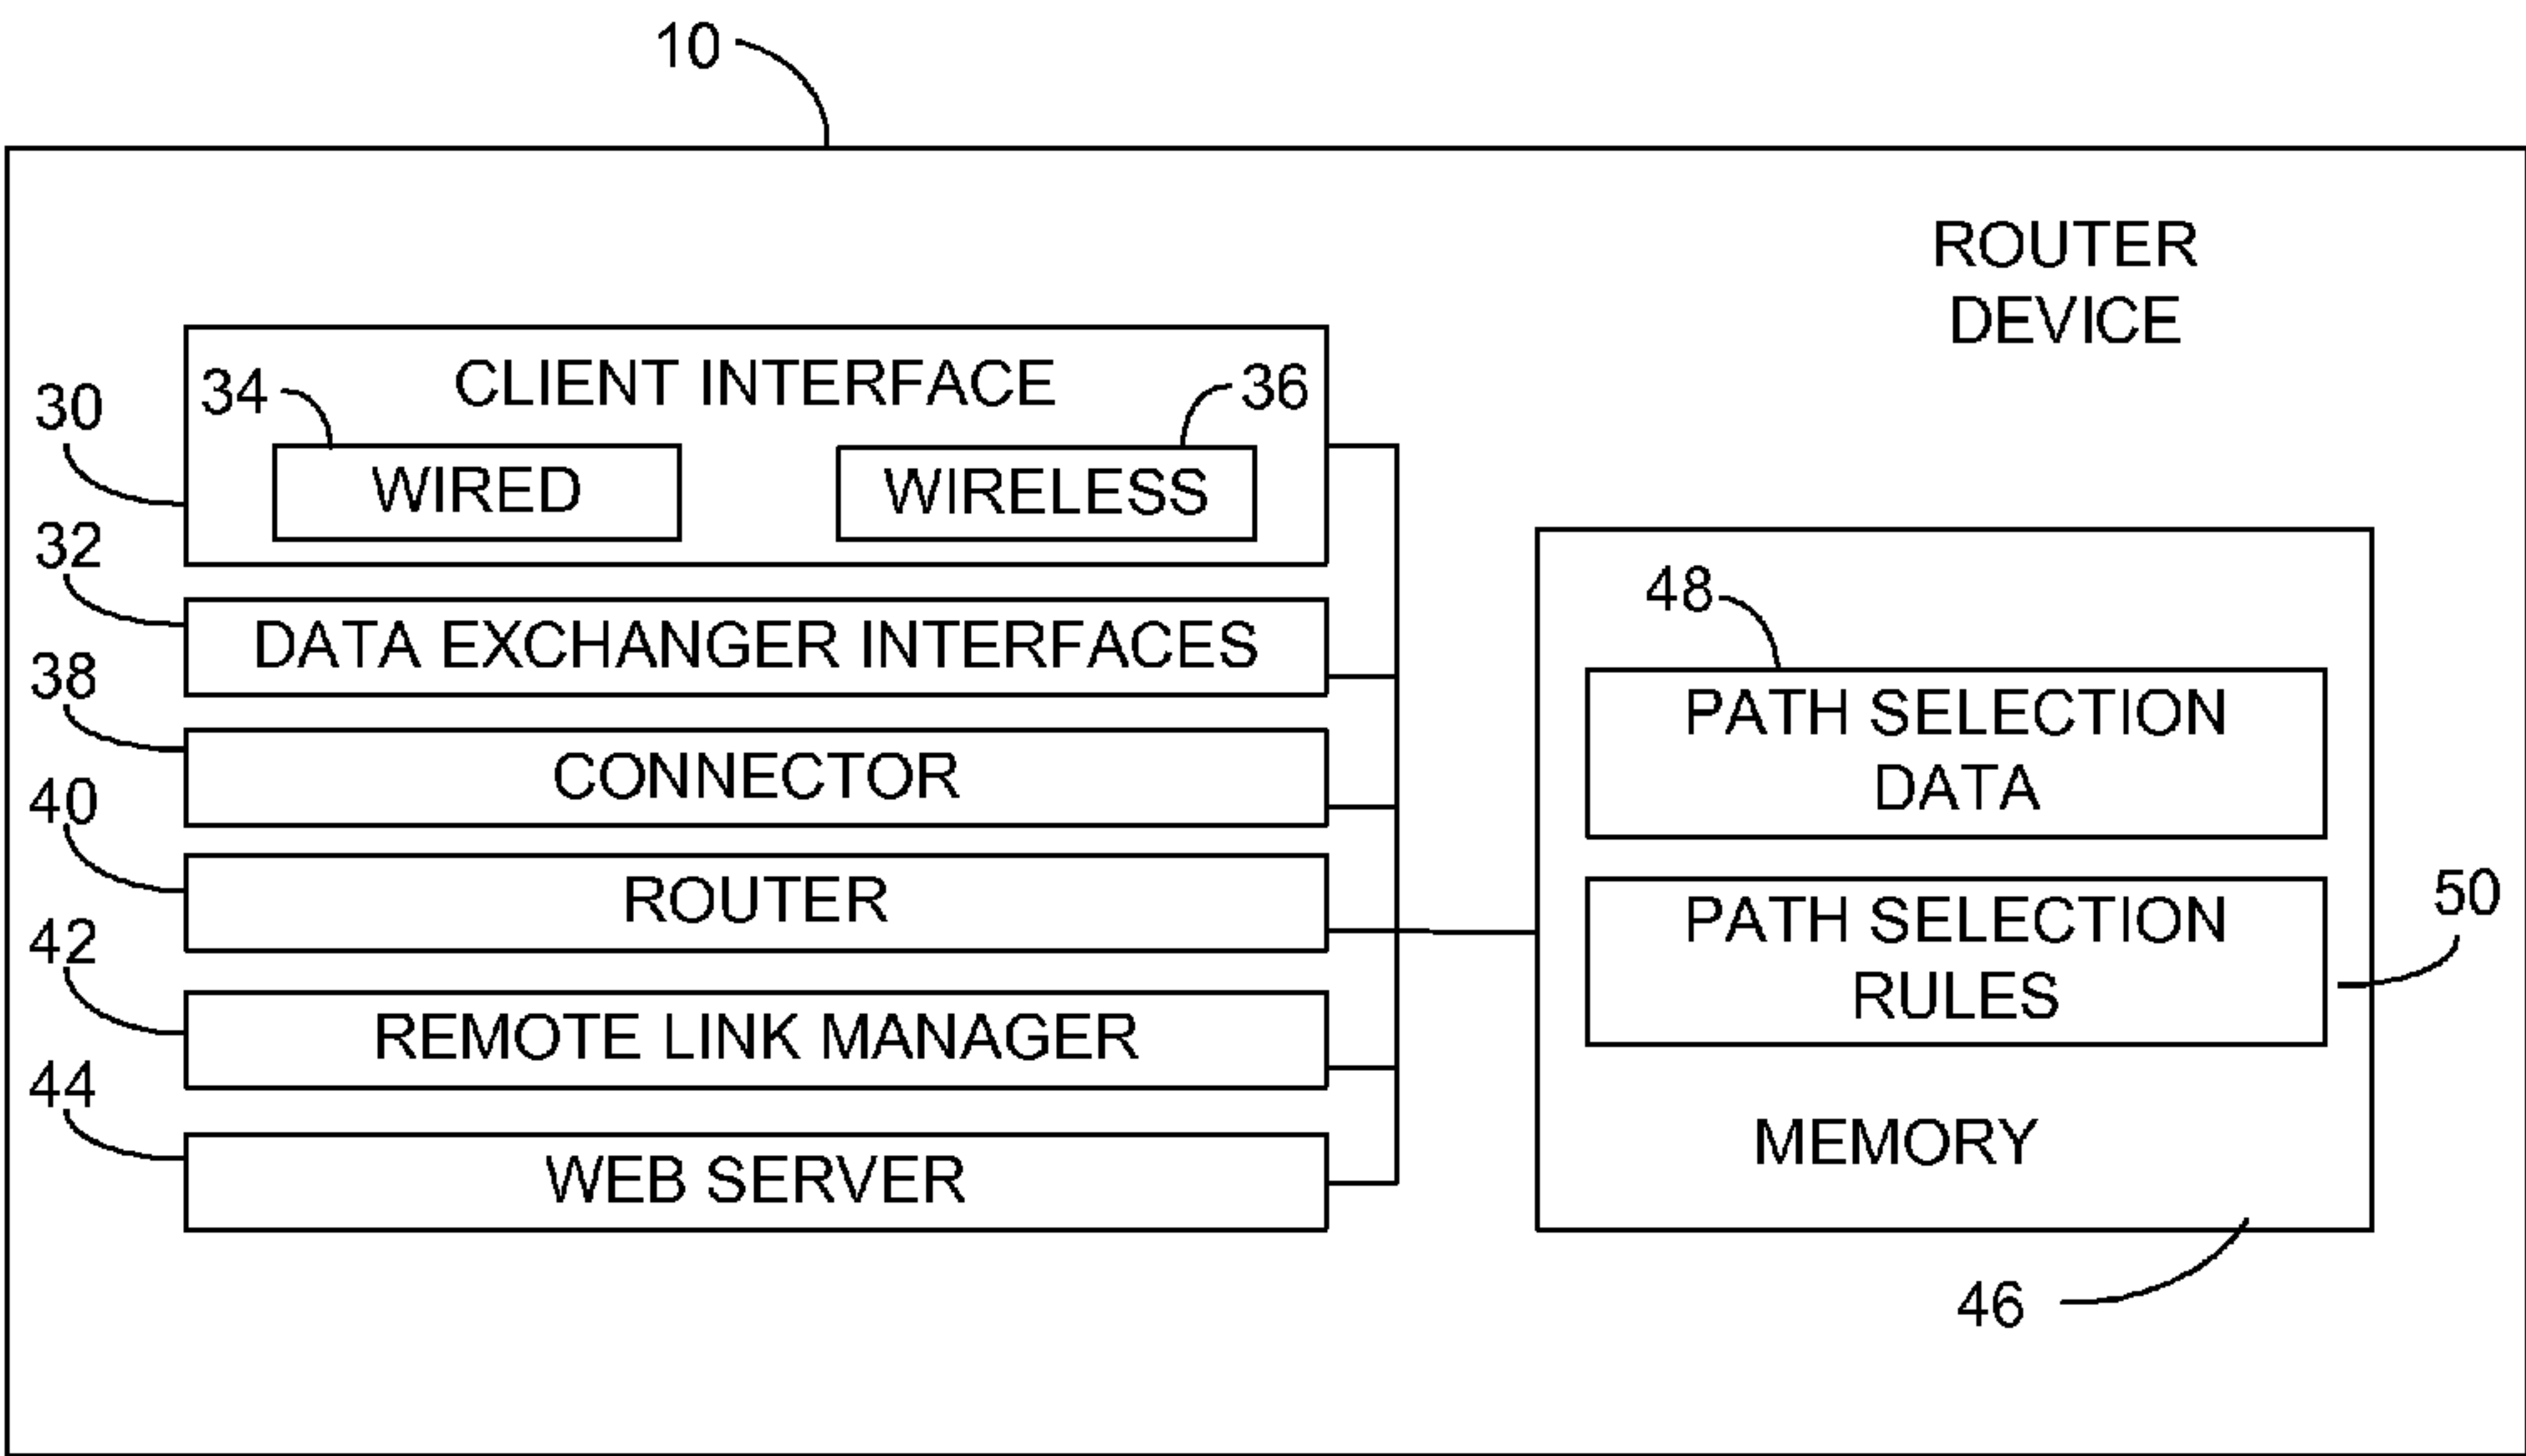 10
ROUTER
DEVICE
CLIENT INTERFACE
30
34
36
WIRED
WIRELESS
32
DATA EXCHANGER INTERFACES
38
CONNECTOR
40
ROUTER
42
REMOTE LINK MANAGER
44
WEB SERVER
48
PATH SELECTION
DATA
PATH SELECTION
RULES
50
MEMORY
46